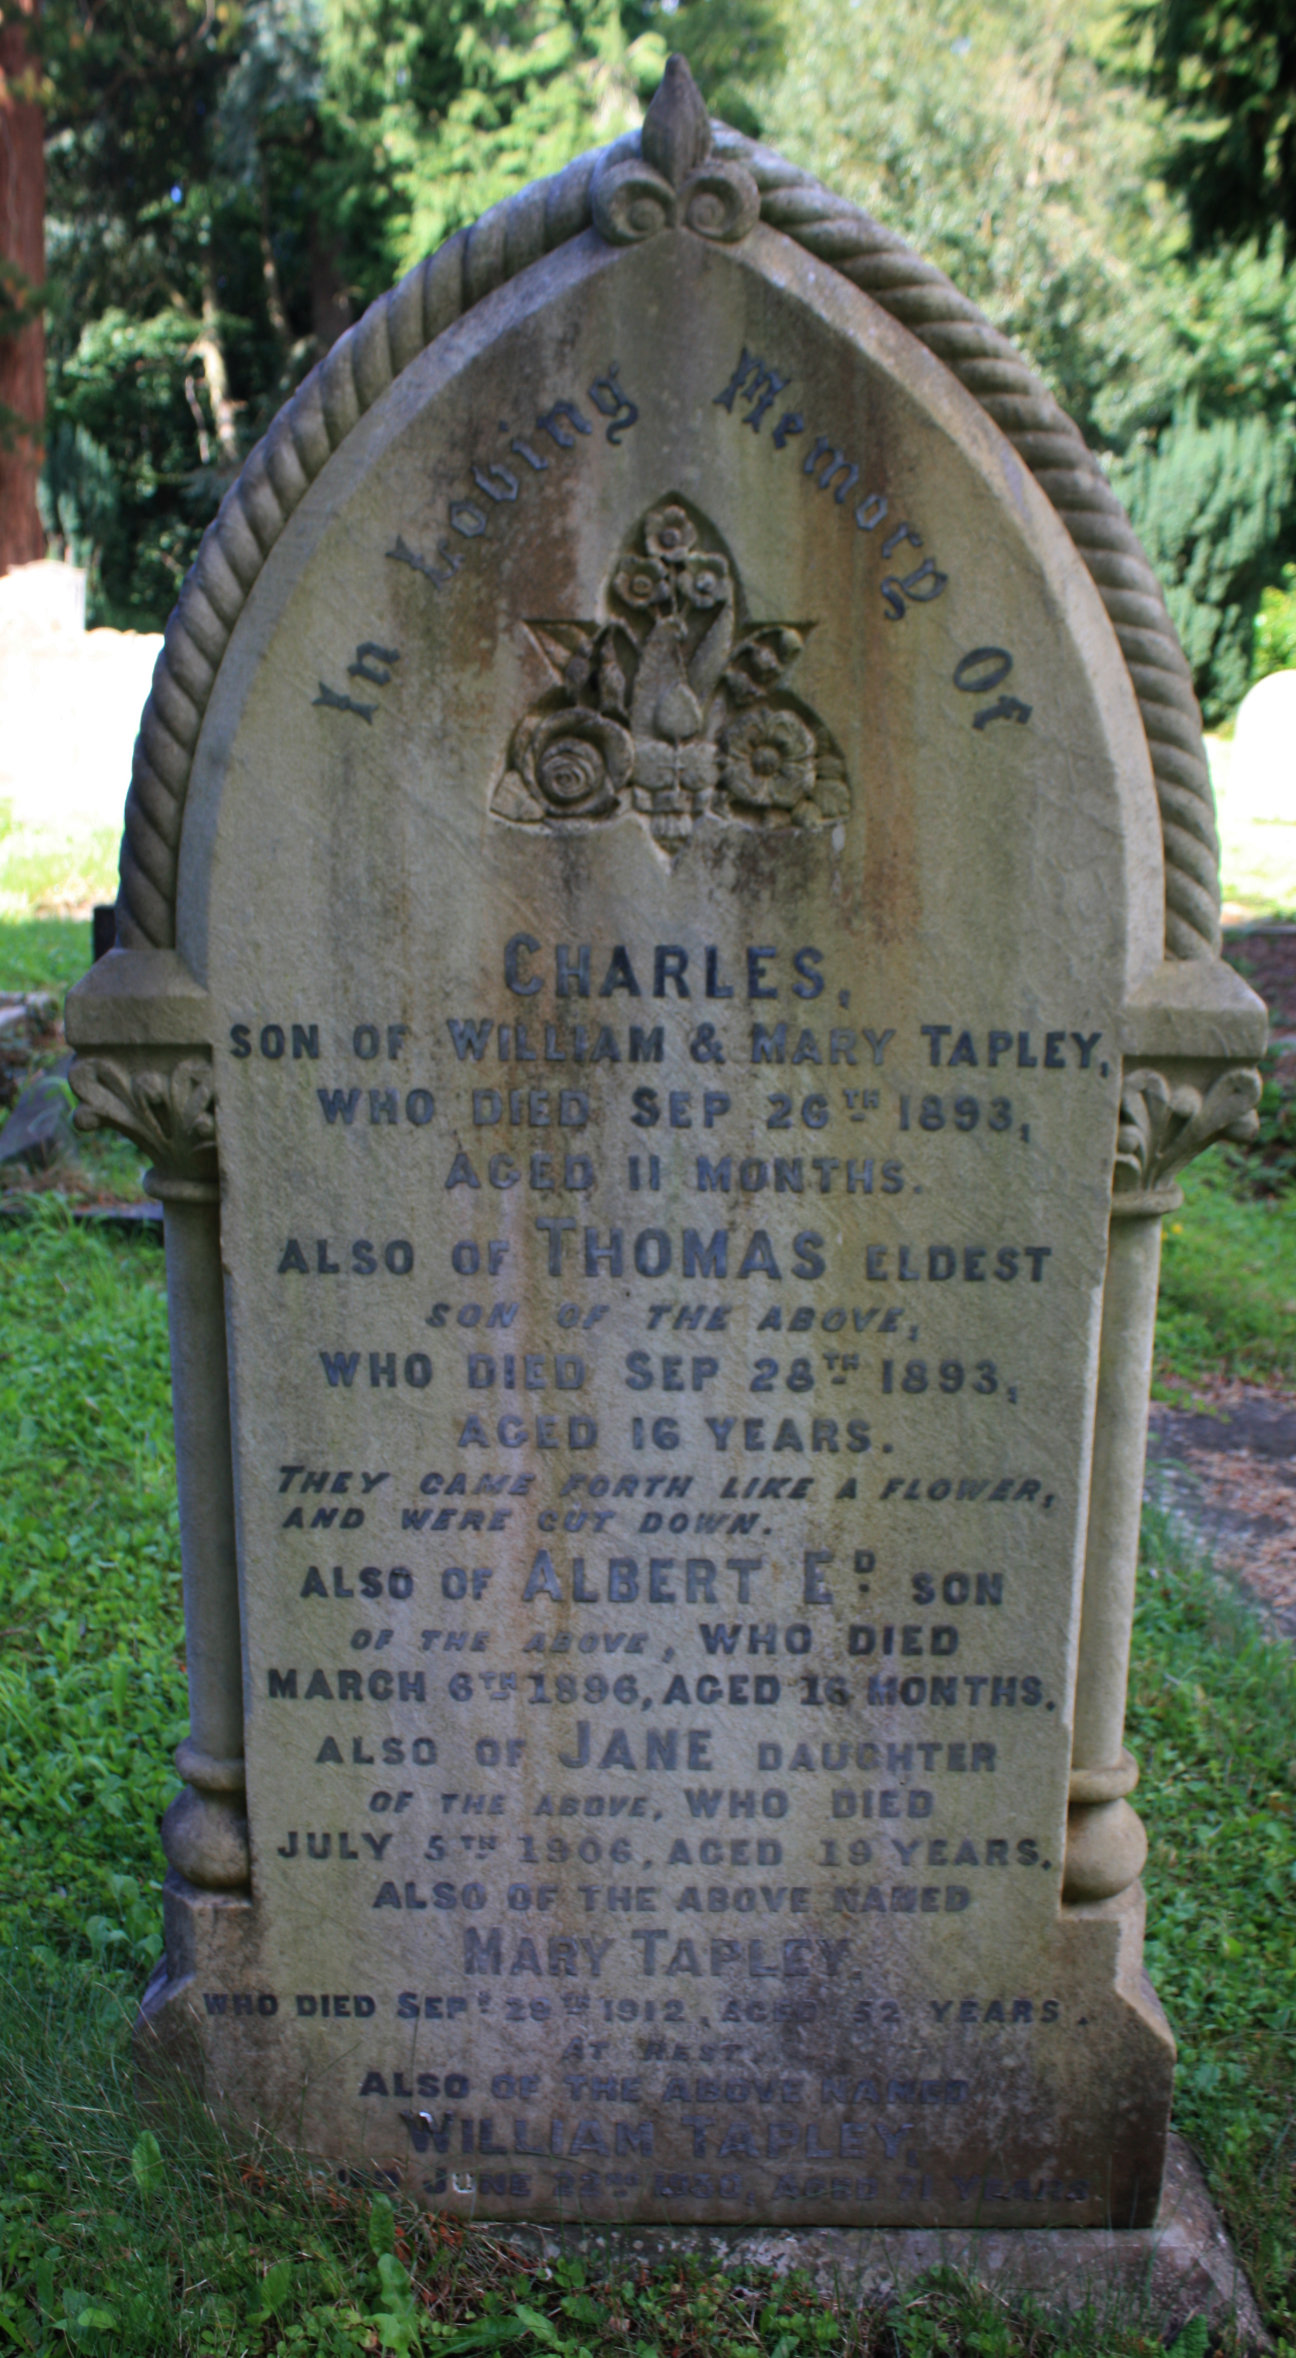 In Loving Memory Of
CHARLES,
SON OF WILLIAM & MARY TAPLEY,
WHO DIED SEP 26TH 1893,
AGED 11 MONTHS.
ALSO OF THOMAS ELDEST
SON OF THE ABOVE,
WHO DIED SEP 28TH 1893,
AGED 16 YEARS.
THEY CAME FORTH LIKE A FLOWER,
AND WERE CUT DOWN.
ALSO OF ALBERT ED. SON
OF THE ABOVE, WHO DIED
MARCH 6TH 1896, AGED 16 MONTHS.
ALSO OF JANE DAUGHTER
OF THE ABOVE, WHO DIED
JULY 5TH 1906, AGED 19 YEARS.
ALSO OF THE ABOVE NAMED
MARY TAPLEY.
WHO DIED SEPT 29TH 1912, AGED 52 YEARS.
AT REST.
ALSO OF THE ABOVE NAMED
WILLIAM TAPLEY,
DIED JUNE 22ND AGED YEARS.